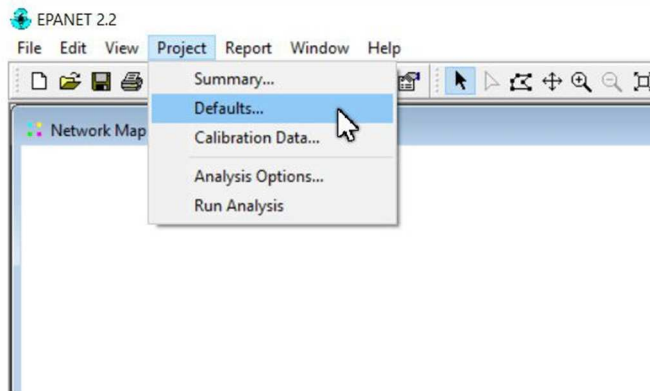 EPANET 2.2
File Edit View Project Report Window Help
Summary...
Defaults...
Network Map
Calibration Data...
Analysis Options...
Run Analysis